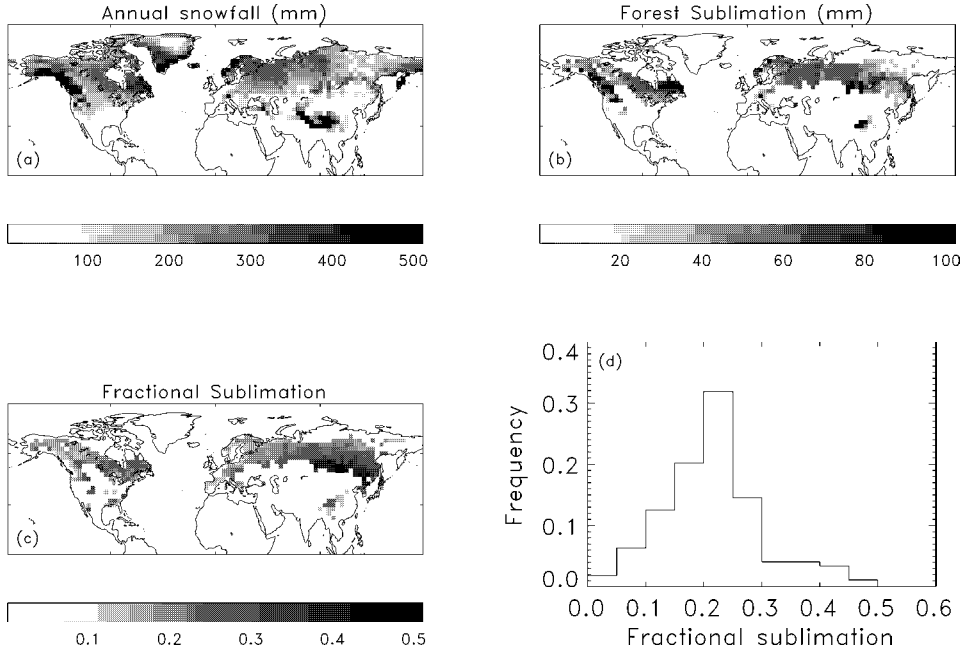 Annual snowfall (mm)
(a)
100 200 300 400 500
Forest Sublimation (mm)
(b)
20 40 60 80 100
Fractional Sublimation
(c)
0.1 0.2 0.3 0.4 0.5
(d)
Frequency
0.4
0.3
0.2
0.1
0.0
0.0 0.1 0.2 0.3 0.4 0.5 0.6
Fractional sublimation